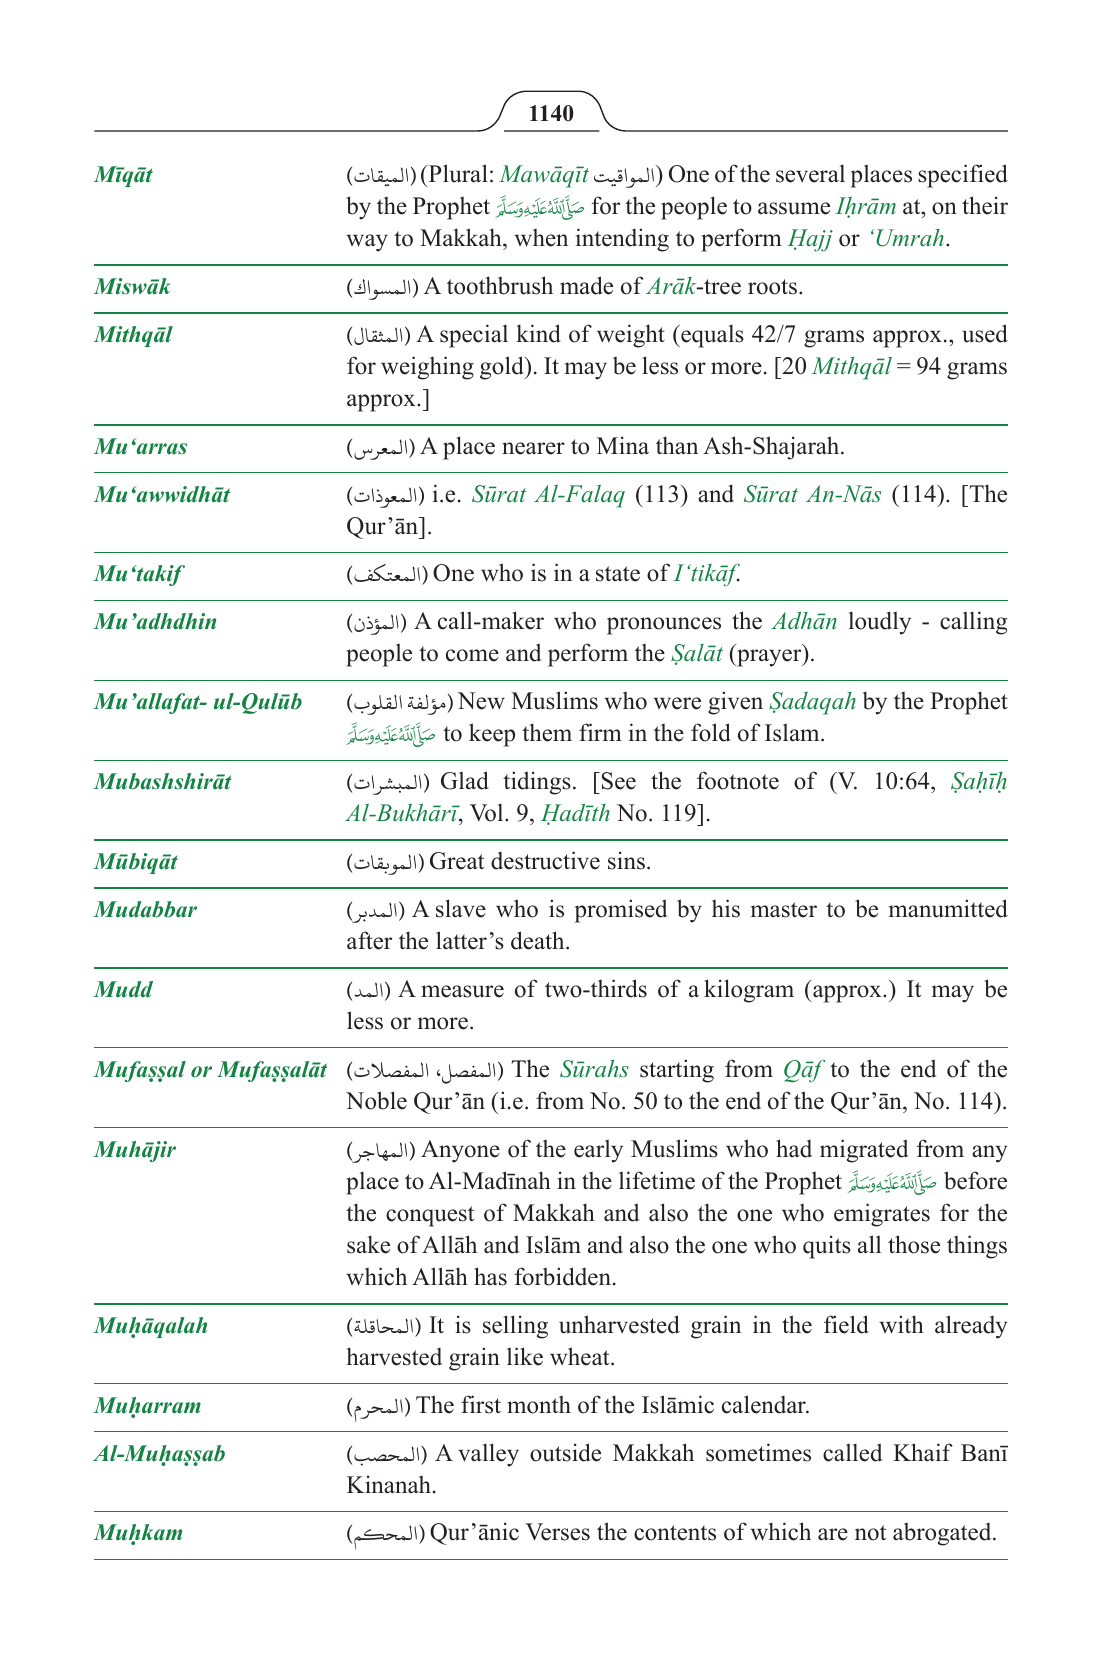 1140
Mīqāt (الميقات) (Plural: Mawāqīt المواقيت) One of the several places specified
by the Prophet صَلَّى اللَّهُ عَلَيْهِ وَسَلَّمَ for the people to assume Iḥrām at, on their
way to Makkah, when intending to perform Ḥajj or ‘Umrah.
Miswāk (المسواك) A toothbrush made of Arāk-tree roots.
Mithqāl (المثقال) A special kind of weight (equals 42/7 grams approx., used
for weighing gold). It may be less or more. [20 Mithqāl = 94 grams
approx.]
Mu‘arras (المعرس) A place nearer to Mina than Ash-Shajarah.
Mu‘awwidhāt (المعوذات) i.e. Sūrat Al-Falaq (113) and Sūrat An-Nās (114). [The
Qur’ān].
Mu‘takif (المعتكف) One who is in a state of I‘tikāf.
Mu’adhdhin (المؤذن) A call-maker who pronounces the Adhān loudly - calling
people to come and perform the Ṣalāt (prayer).
Mu’allafat- ul-Qulūb (مؤلفة القلوب) New Muslims who were given Ṣadaqah by the Prophet
صَلَّى اللَّهُ عَلَيْهِ وَسَلَّمَ to keep them firm in the fold of Islam.
Mubashshirāt (المبشرات) Glad tidings. [See the footnote of (V. 10:64, Ṣaḥīḥ
Al-Bukhārī, Vol. 9, Ḥadīth No. 119].
Mūbiqāt (الموبقات) Great destructive sins.
Mudabbar (المدبر) A slave who is promised by his master to be manumitted
after the latter’s death.
Mudd (المد) A measure of two-thirds of a kilogram (approx.) It may be
less or more.
Mufaṣṣal or Mufaṣṣalāt (المفصل، المفصلات) The Sūrahs starting from Qāf to the end of the
Noble Qur’ān (i.e. from No. 50 to the end of the Qur’ān, No. 114).
Muhājir (المهاجر) Anyone of the early Muslims who had migrated from any
place to Al-Madīnah in the lifetime of the Prophet صَلَّى اللَّهُ عَلَيْهِ وَسَلَّمَ before
the conquest of Makkah and also the one who emigrates for the
sake of Allāh and Islām and also the one who quits all those things
which Allāh has forbidden.
Muḥāqalah (المحاقلة) It is selling unharvested grain in the field with already
harvested grain like wheat.
Muḥarram (المحرم) The first month of the Islāmic calendar.
Al-Muḥaṣṣab (المحصب) A valley outside Makkah sometimes called Khaif Banī
Kinanah.
Muḥkam (المحكم) Qur’ānic Verses the contents of which are not abrogated.